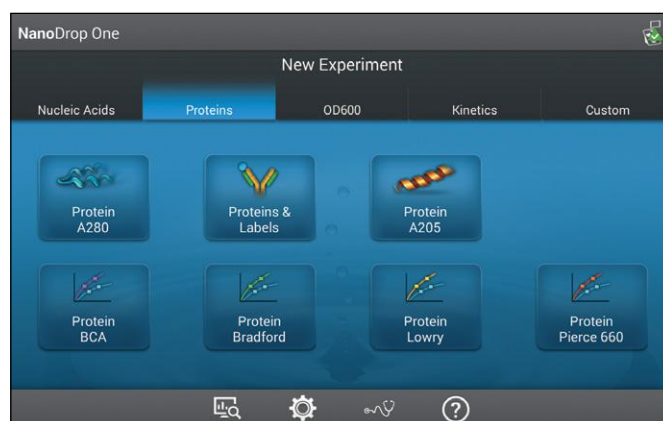 NanoDrop One
New Experiment
Nucleic Acids Proteins OD600 Kinetics Custom
Protein
A280
Proteins &
Labels
Protein
A205
Protein
BCA
Protein
Bradford
Protein
Lowry
Protein
Pierce 660
?